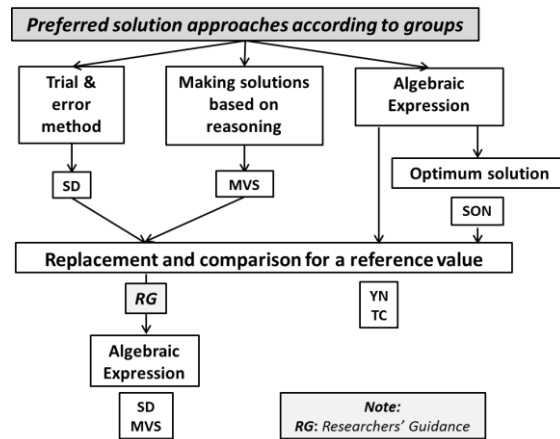 Preferred solution approaches according to groups
Trial &
error
method
Making solutions
based on
reasoning
Algebraic
Expression
Optimum solution
SD
MVS
SON
Replacement and comparison for a reference value
RG
YN
TC
Algebraic
Expression
SD
MVS
Note:
RG: Researchers' Guidance